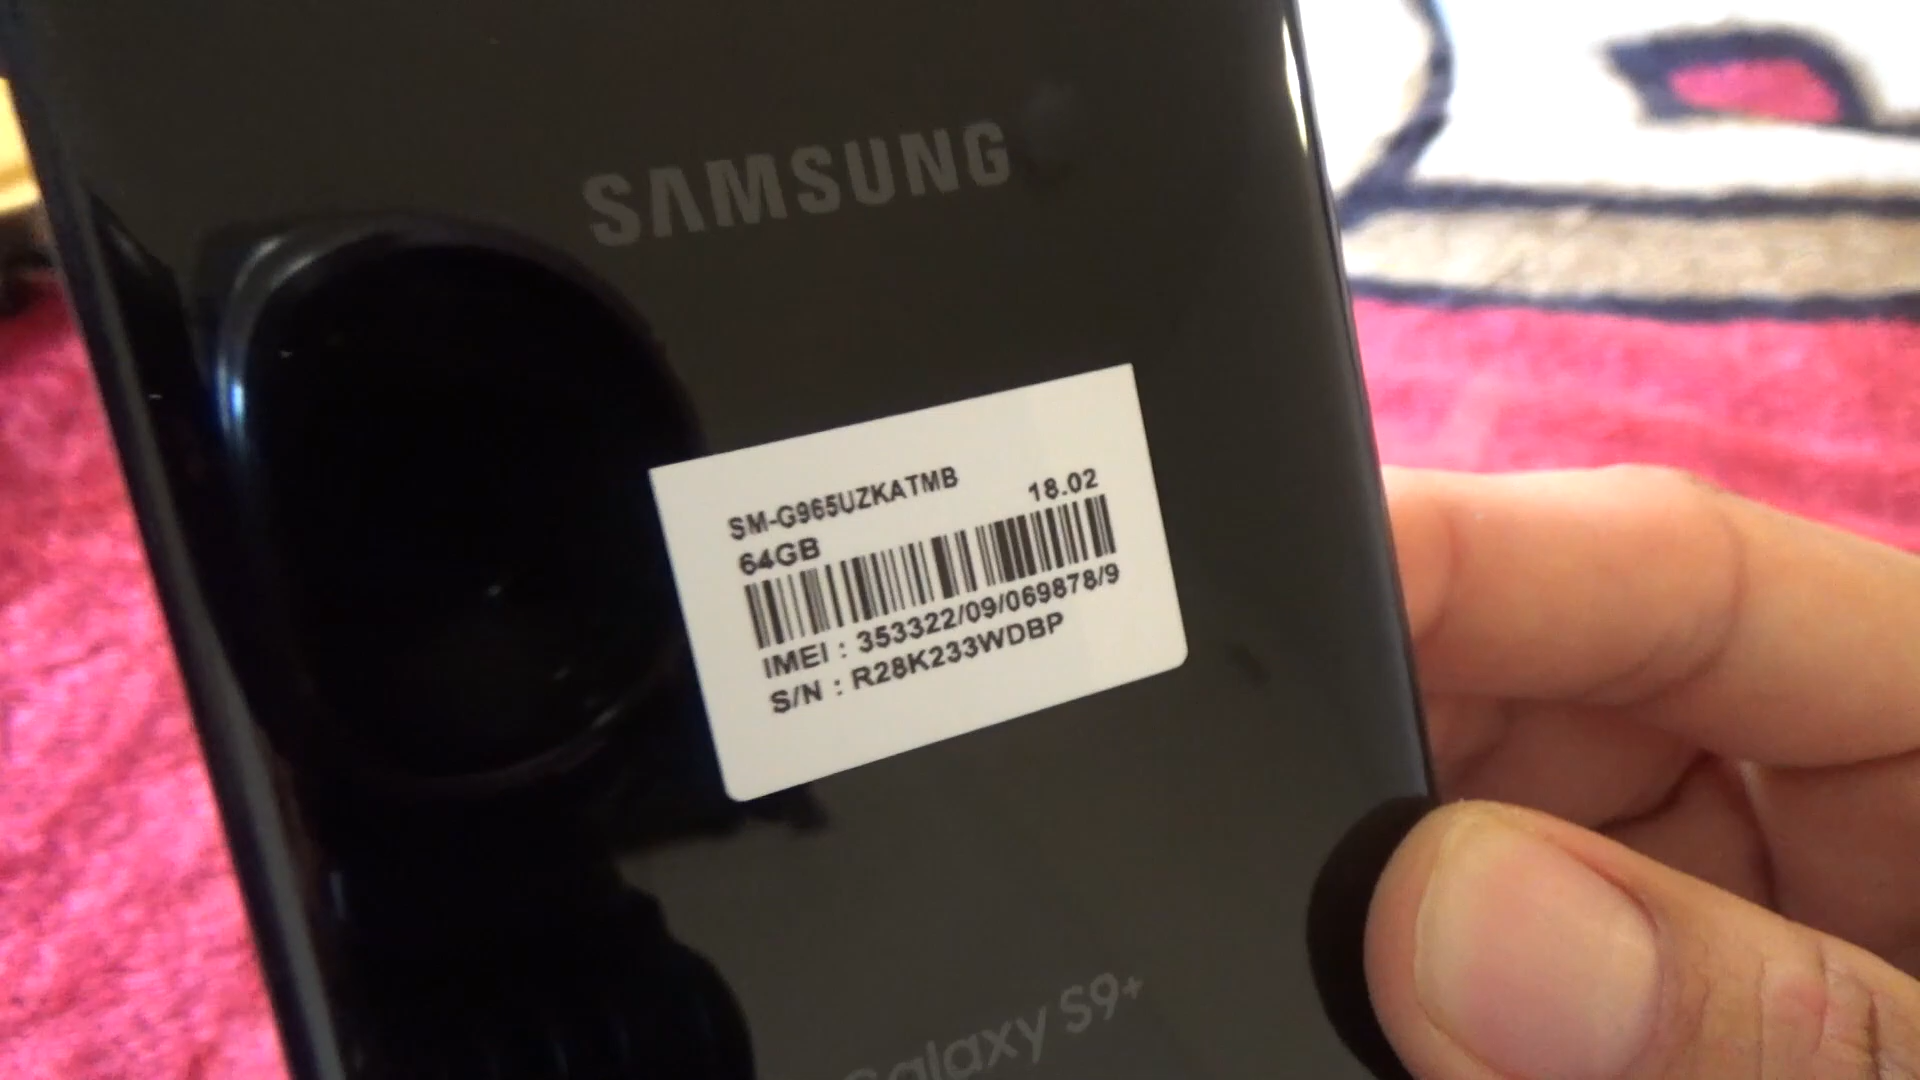 SAMSUNG
SM-G965UZKATMB
18.02
64GB
IMEI : 353322/09/069878/9
S/N : R28K233WDBP
Galaxy S9+